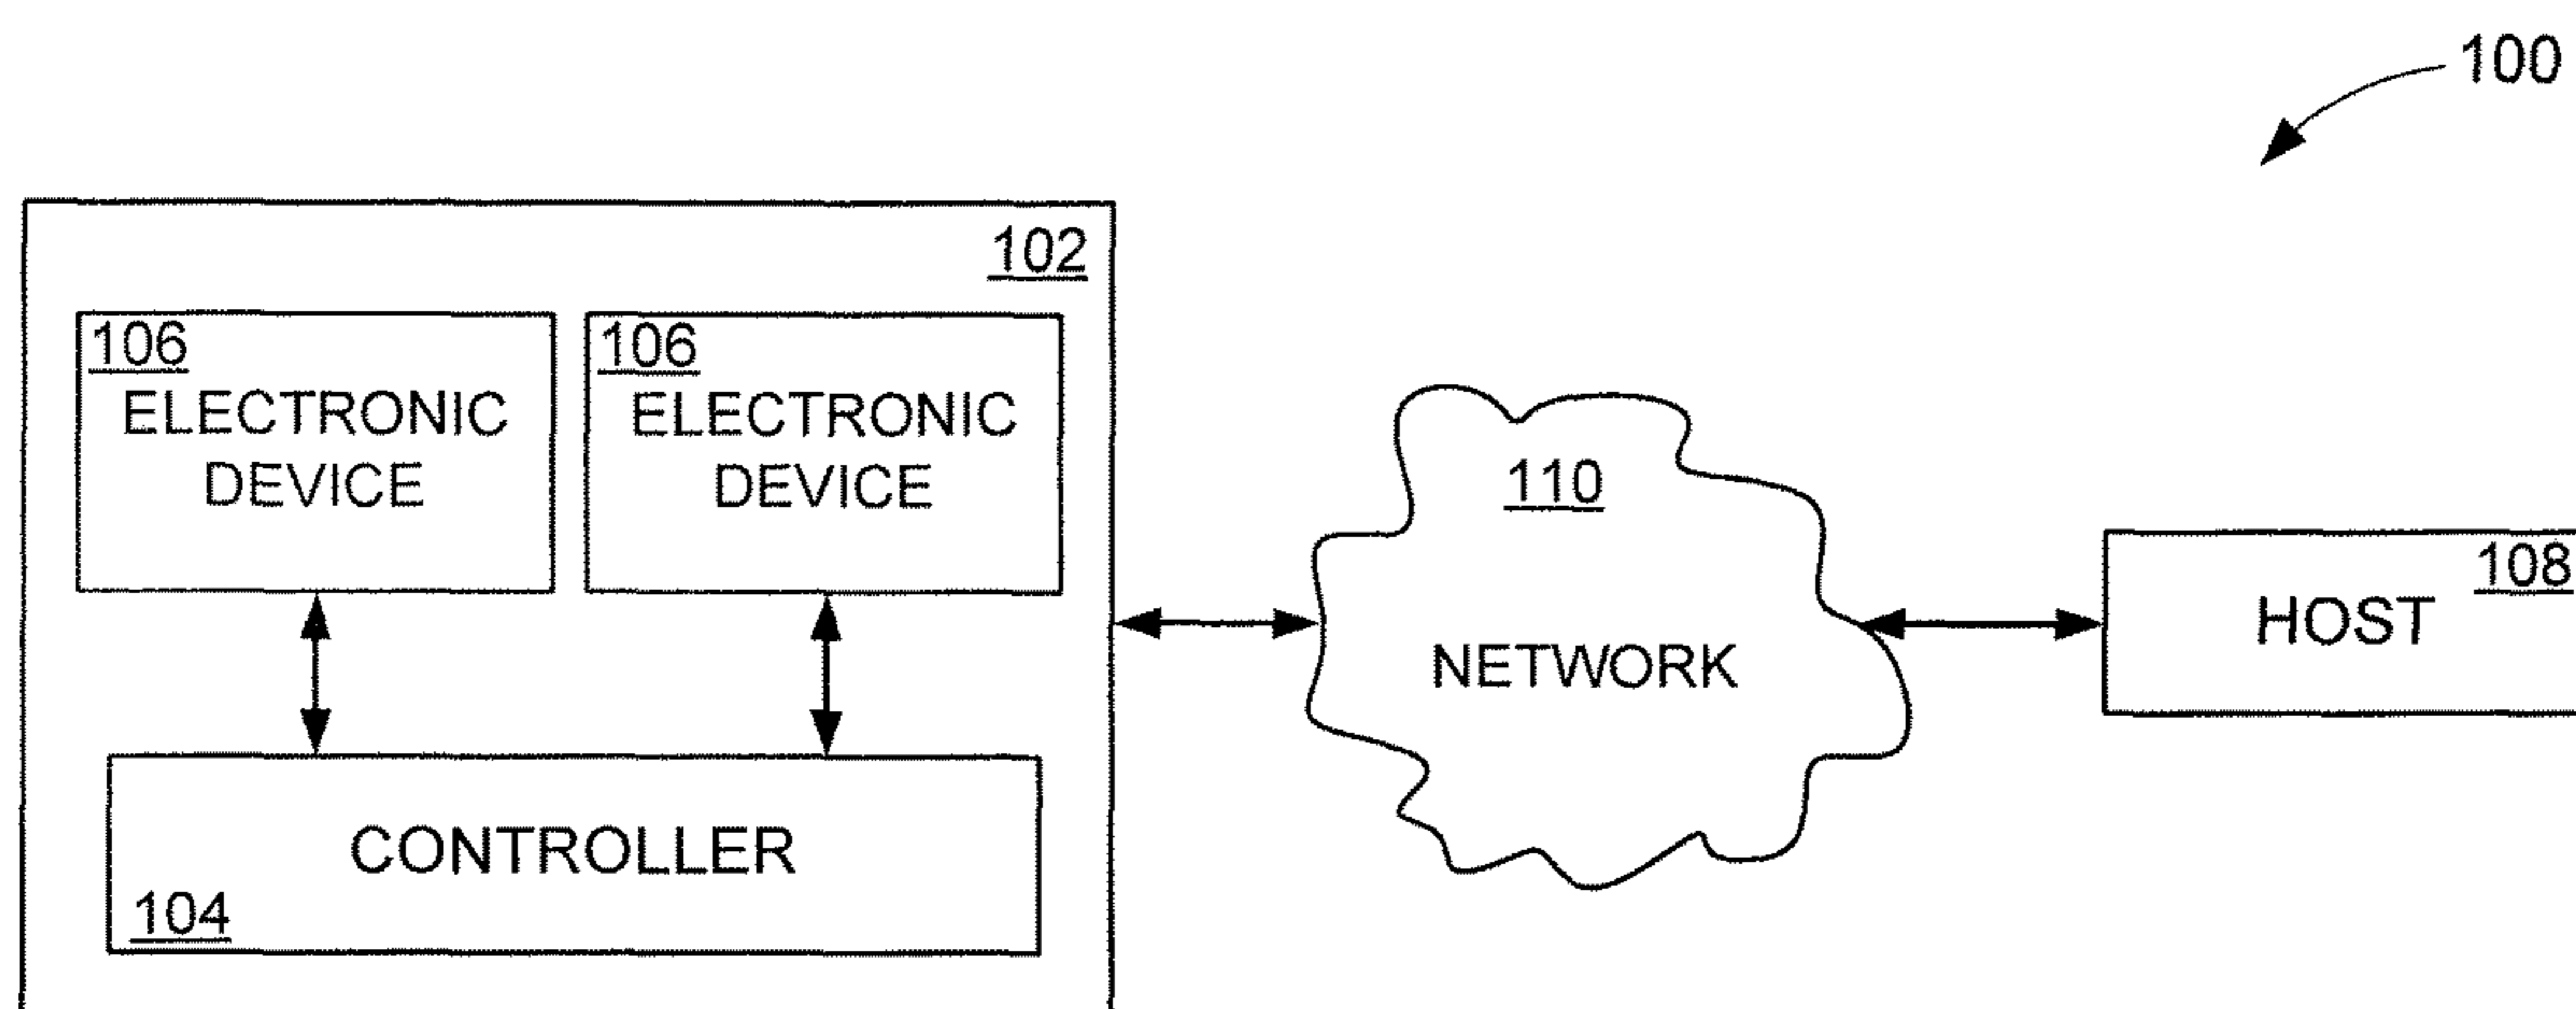 100
102
106
ELECTRONIC
DEVICE
106
ELECTRONIC
DEVICE
110
NETWORK
108
HOST
CONTROLLER
104